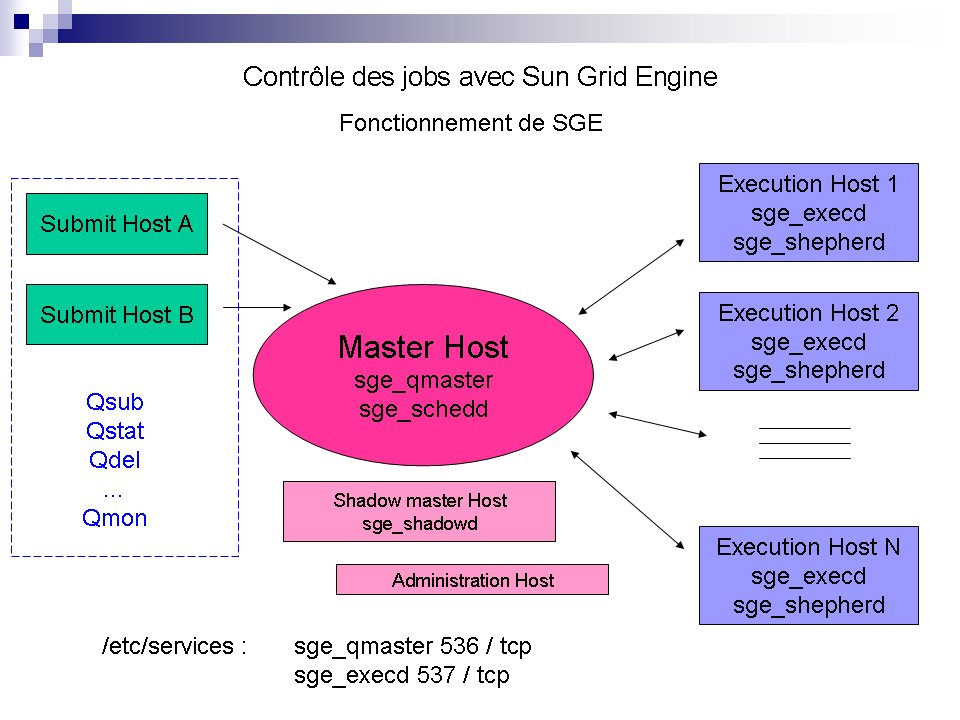 Contrôle des jobs avec Sun Grid Engine
Fonctionnement de SGE
Submit Host A
Submit Host B
Qsub
Qstat
Qdel
...
Qmon
Master Host
sge_qmaster
sge_schedd
Shadow master Host
sge_shadowd
Administration Host
Execution Host 1
sge_execd
sge_shepherd
Execution Host 2
sge_execd
sge_shepherd
Execution Host N
sge_execd
sge_shepherd
/etc/services : sge_qmaster 536 / tcp
sge_execd 537 / tcp